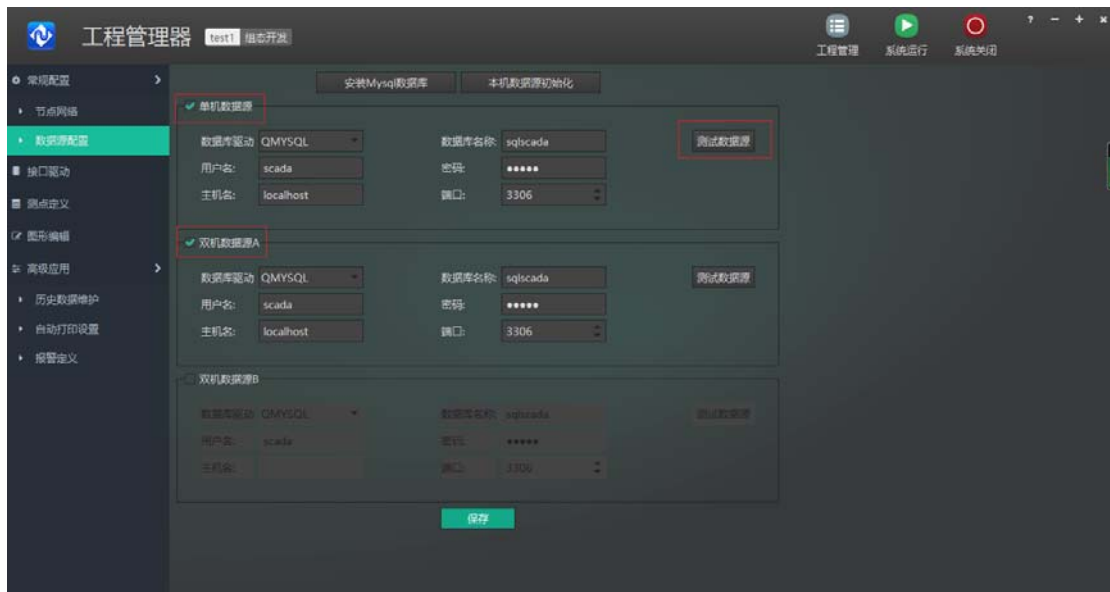 工程管理器 test1 组态开发
工程管理 系统运行 系统关闭
? - + ×
常规配置
节点网络
数据源配置
接口驱动
测点定义
图形编辑
高级应用
历史数据维护
自动打印设置
报警定义
安装Mysql数据库 本机数据源初始化
单机数据源
数据库驱动 QMYSQL 数据库名称: sqlscada 测试数据源
用户名: scada 密码: •••••
主机名: localhost 端口: 3306
双机数据源A
数据库驱动 QMYSQL 数据库名称: sqlscada 测试数据源
用户名: scada 密码: •••••
主机名: localhost 端口: 3306
双机数据源B
数据库驱动 QMYSQL 数据库名称: sqlscada 测试数据源
用户名: scada 密码: •••••
主机名: 端口: 3306
保存